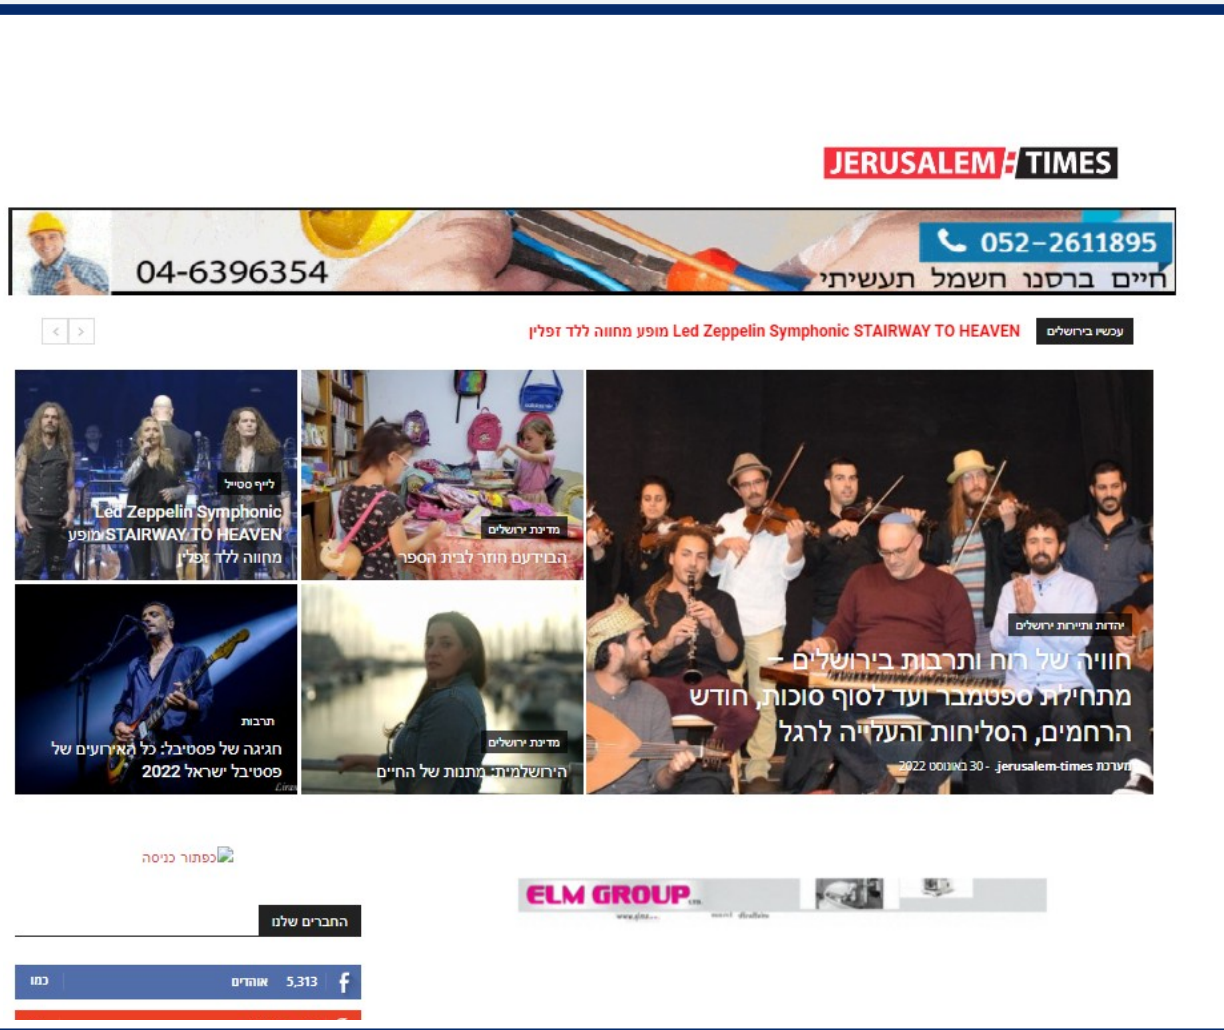 JERUSALEM TIMES
052-2611895
04-6396354
חיים ברסנו חשמל תעשיתי
עכשיו בירושלים
Led Zeppelin Symphonic STAIRWAY TO HEAVEN מופע מחווה ללד זפלין
יהדות ותיירות ירושלים
חוויה של רוח ותרבות בירושלים –
מתחילת ספטמבר ועד לסוף סוכות, חודש
הרחמים, הסליחות והעלייה לרגל
מערכת jerusalem-times. - 30 באוגוסט 2022
מדינת ירושלים
הבוידעם חוזר לבית הספר
לייף סטייל
Led Zeppelin Symphonic
STAIRWAY TO HEAVEN מופע
מחווה ללד זפלין
מדינת ירושלים
הירושלמית: מתנות של החיים
תרבות
חגיגה של פסטיבל: כל האירועים של
פסטיבל ישראל 2022
כפתור כניסה
ELM GROUP
החברים שלנו
5,313 אוהדים
כמו